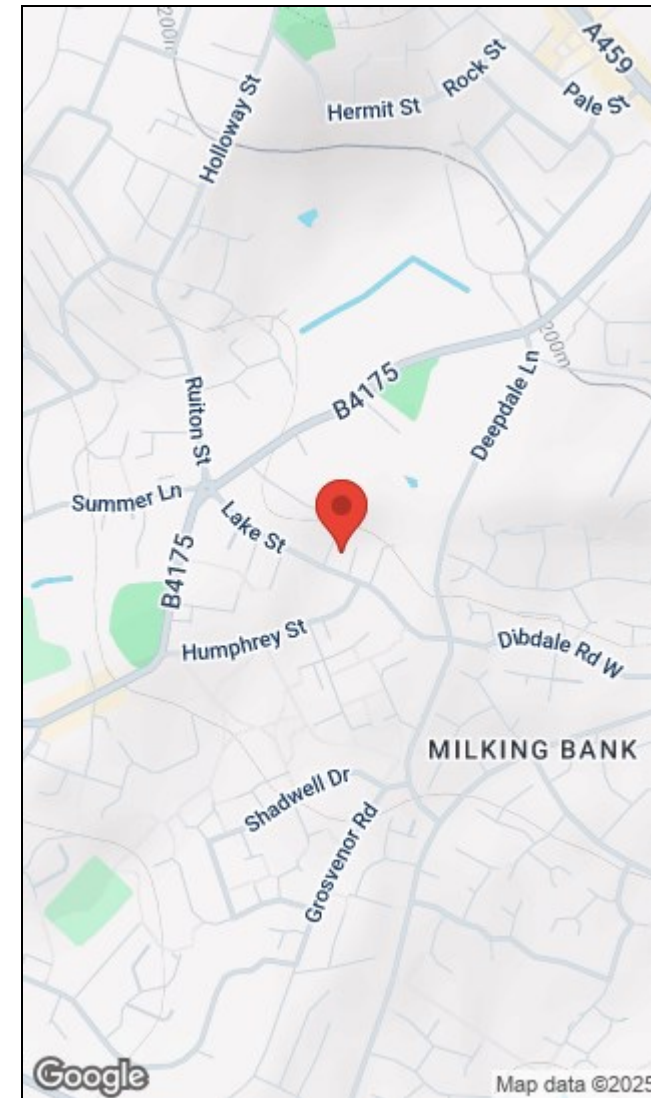 200m
A459
Rock St
Pale St
Hermit St
Holloway St
200m
Deepdale Ln
B4175
Ruiton St
Summer Ln
Lake St
B4175
Humphrey St
Dibdale Rd W
MILKING BANK
Shadwell Dr
Grosvenor Rd
Google
Map data ©2025